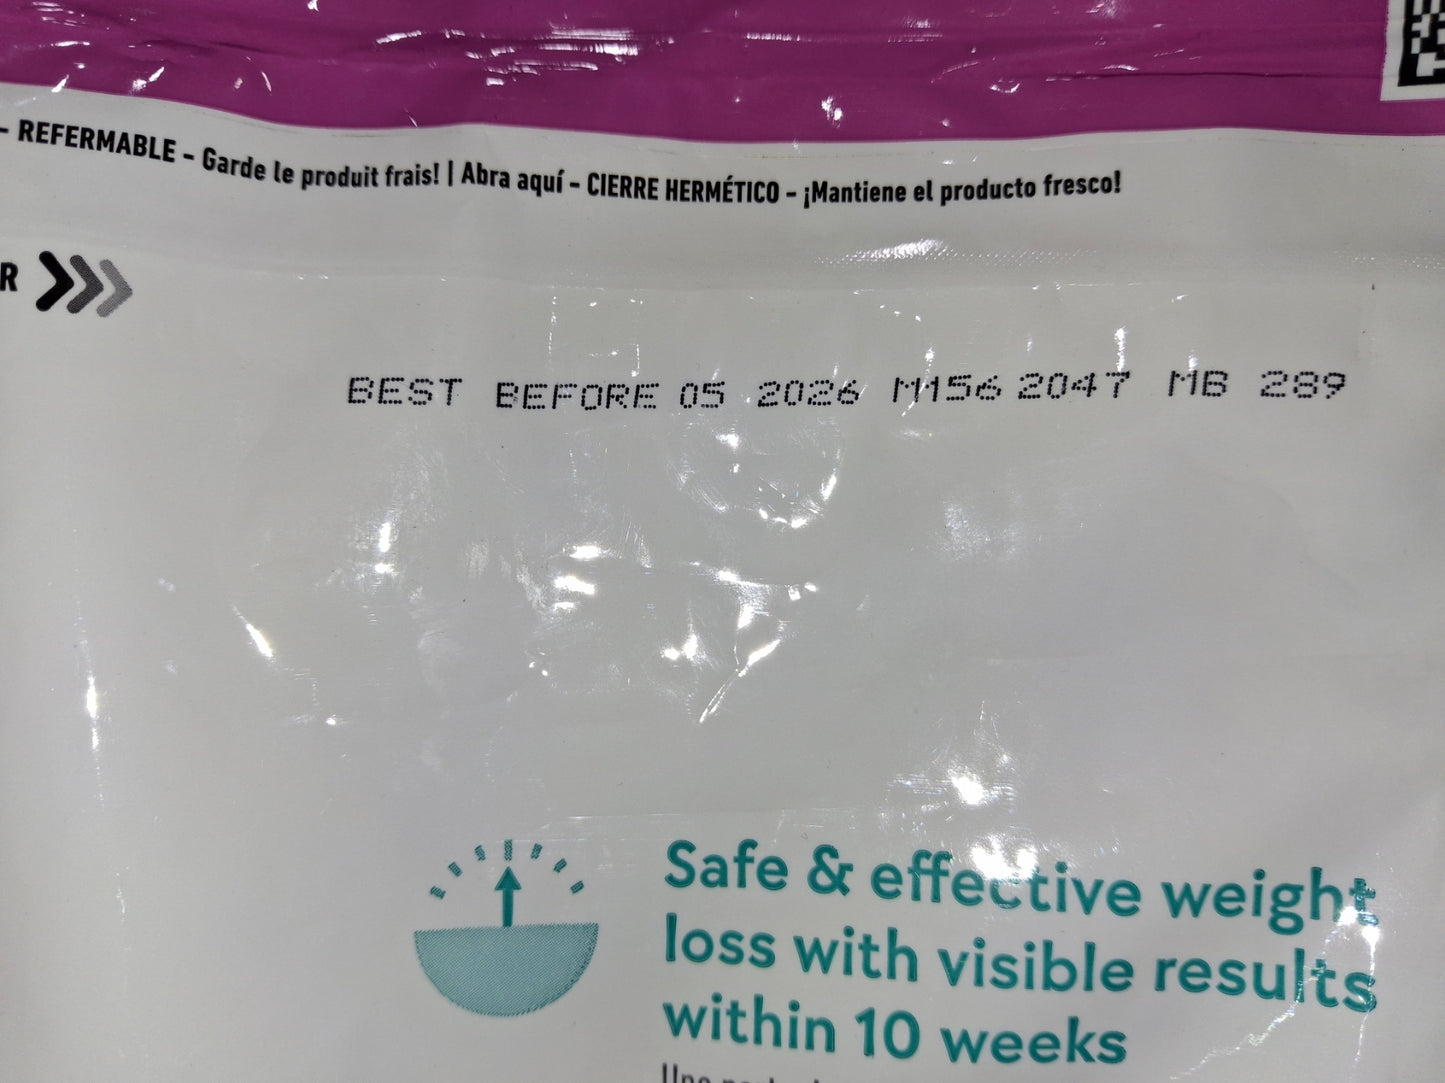 - REFERMABLE - Garde le produit frais! | Abra aquí - CIERRE HERMÉTICO - ¡Mantiene el producto fresco!
R
BEST BEFORE 05 2026 M156 2047 MB 289
Safe & effective weight
loss with visible results
within 10 weeks